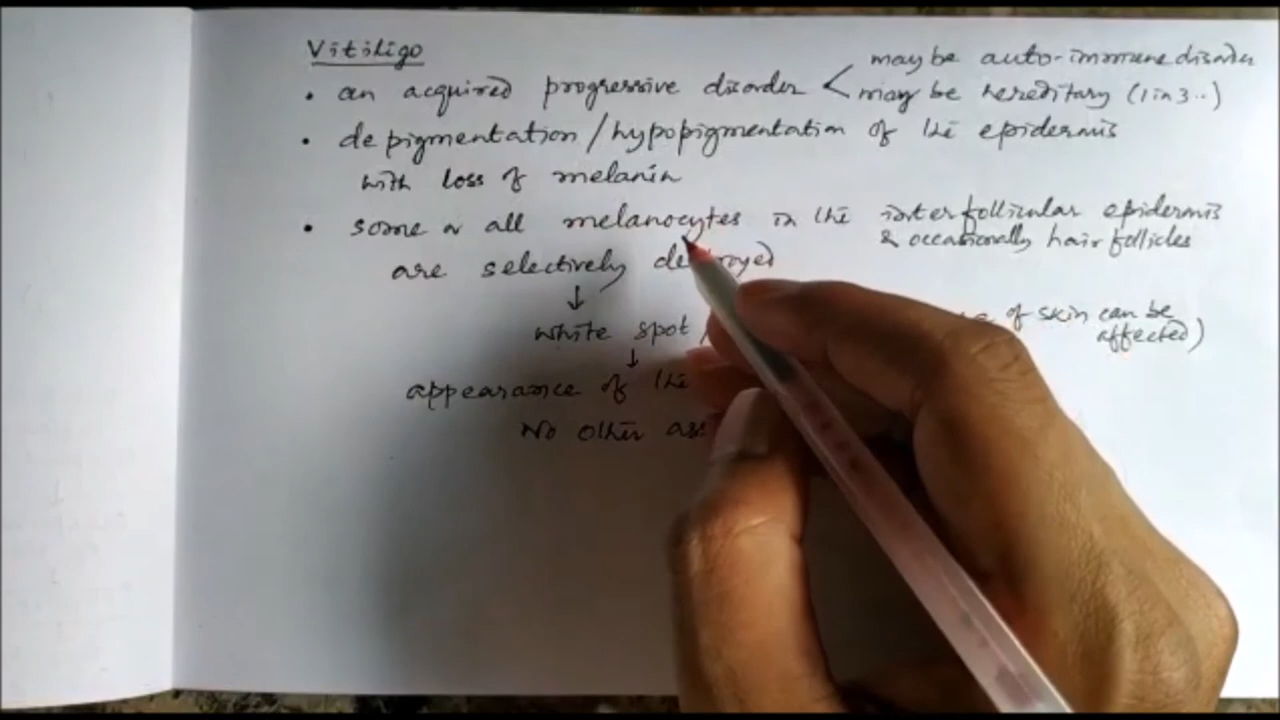 Vitiligo
may be auto-immune disorder
• an acquired progressive disorder <
may be hereditary (1 in 3..)
• depigmentation/hypopigmentation of the epidermis
with loss of melanin
• some or all melanocytes in the interfollicular epidermis
& occasionally hair follicles
are selectively destroyed
↓
white spot of skin can be
affected)
↓
appearance of the
No other